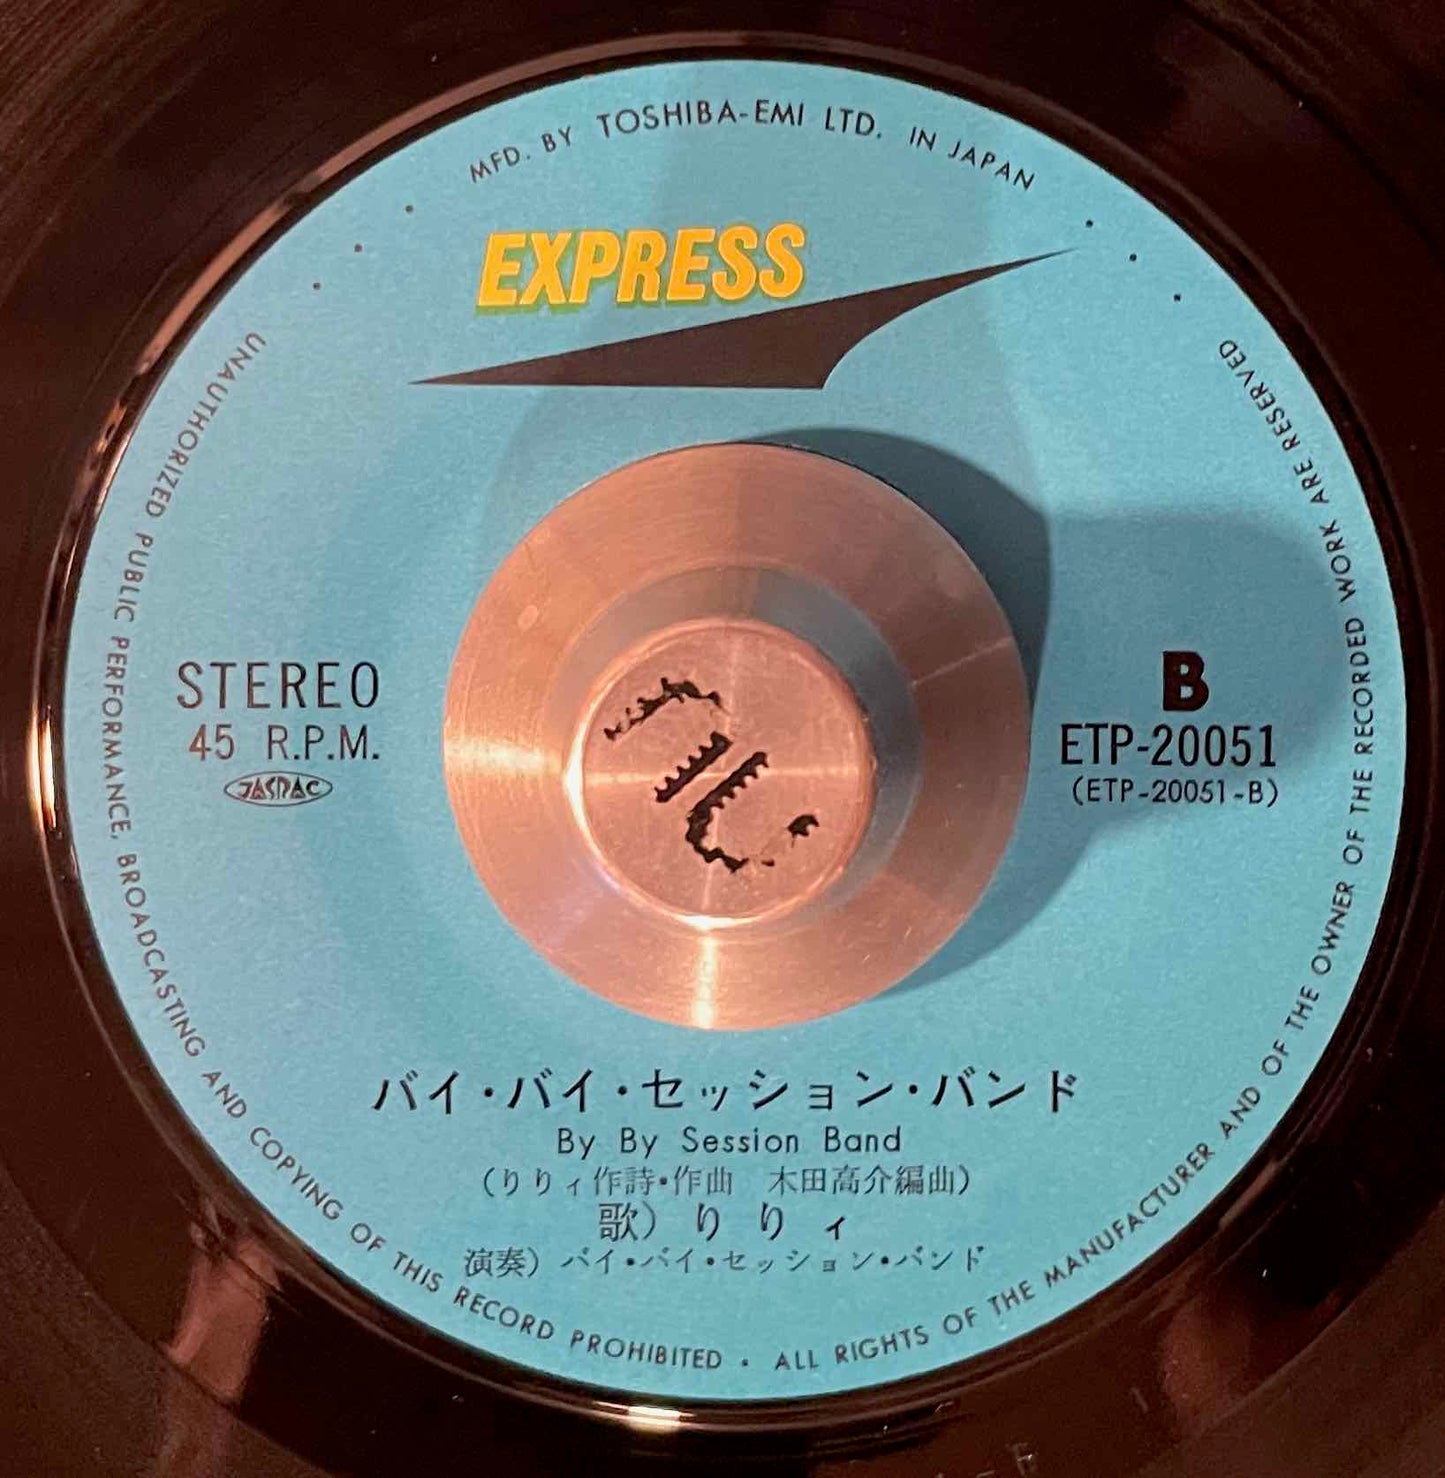 MFD. BY TOSHIBA-EMI LTD. IN JAPAN
EXPRESS
STEREO
45 R.P.M.
JASRAC
B
ETP-20051
(ETP-20051-B)
バイ・バイ・セッション・バンド
By By Session Band
(りりィ作詩・作曲 木田高介編曲)
歌) りりィ
演奏) バイ・バイ・セッション・バンド
UNAUTHORIZED PUBLIC PERFORMANCE, BROADCASTING AND COPYING OF THIS RECORD PROHIBITED • ALL RIGHTS OF THE MANUFACTURER AND OF THE OWNER OF THE RECORDED WORK ARE RESERVED